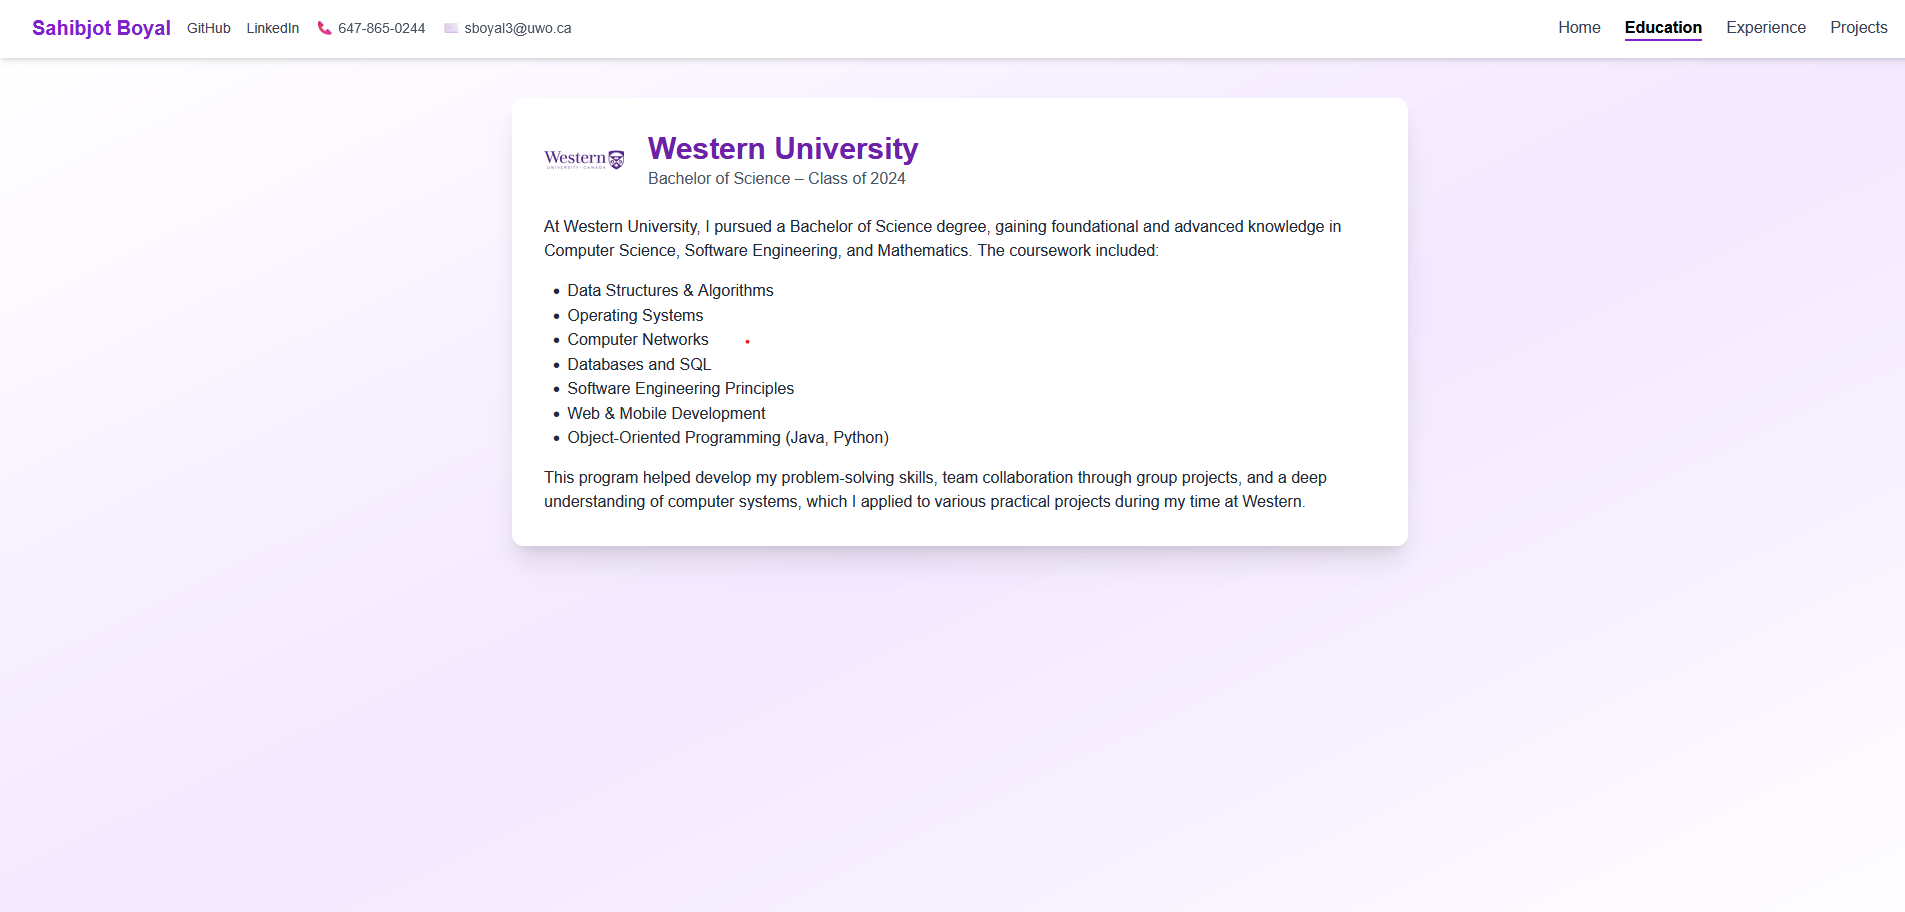 Sahibjot Boyal GitHub LinkedIn 📞 647-865-0244 📧 sboyal3@uwo.ca Home Education Experience Projects
Western
UNIVERSITY · CANADA
Western University
Bachelor of Science – Class of 2024
At Western University, I pursued a Bachelor of Science degree, gaining foundational and advanced knowledge in
Computer Science, Software Engineering, and Mathematics. The coursework included:
• Data Structures & Algorithms
• Operating Systems
• Computer Networks
• Databases and SQL
• Software Engineering Principles
• Web & Mobile Development
• Object-Oriented Programming (Java, Python)
This program helped develop my problem-solving skills, team collaboration through group projects, and a deep
understanding of computer systems, which I applied to various practical projects during my time at Western.